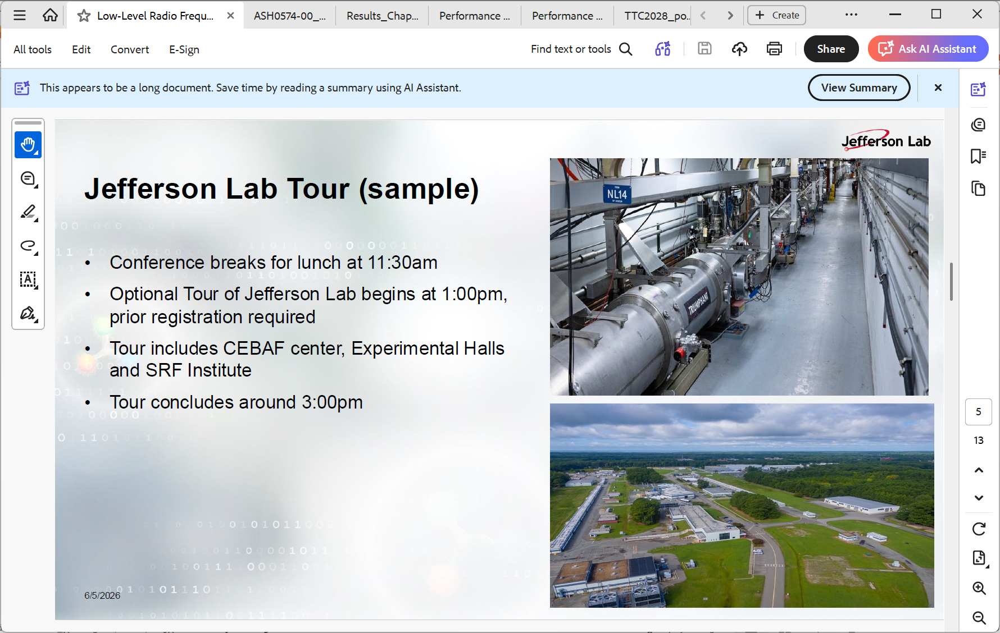 Low-Level Radio Frequ...
ASH0574-00_...
Results_Chap...
Performance ...
Performance ...
TTC2028_po..
Create
All tools
Edit
Convert
E-Sign
Find text or tools
Share
Ask AI Assistant
This appears to be a long document. Save time by reading a summary using AI Assistant.
View Summary
Jefferson Lab
Jefferson Lab Tour (sample)
• Conference breaks for lunch at 11:30am
• Optional Tour of Jefferson Lab begins at 1:00pm,
prior registration required
• Tour includes CEBAF center, Experimental Halls
and SRF Institute
• Tour concludes around 3:00pm
NL14
TRIUMPHANT
5
13
6/5/2026